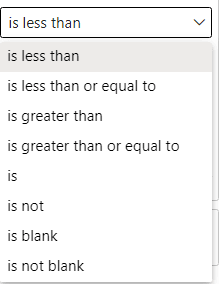 is less than
is less than
is less than or equal to
is greater than
is greater than or equal to
is
is not
is blank
is not blank